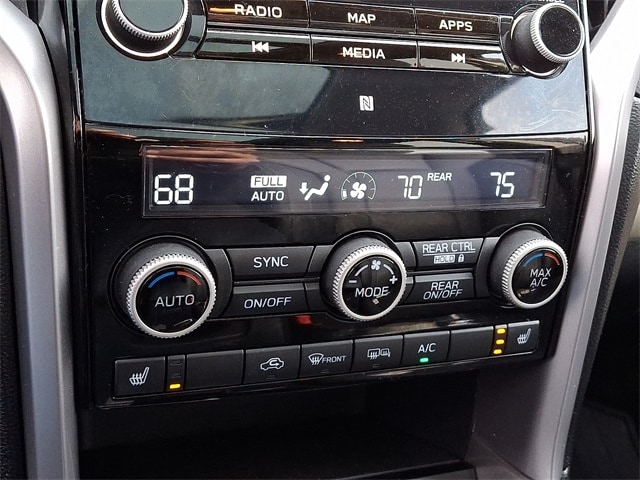 RADIO MAP APPS
MEDIA
N
68 FULL AUTO 70 REAR 75
SYNC REAR CTRL
HOLD
AUTO MODE MAX A/C
- +
ON/OFF REAR ON/OFF
FRONT A/C